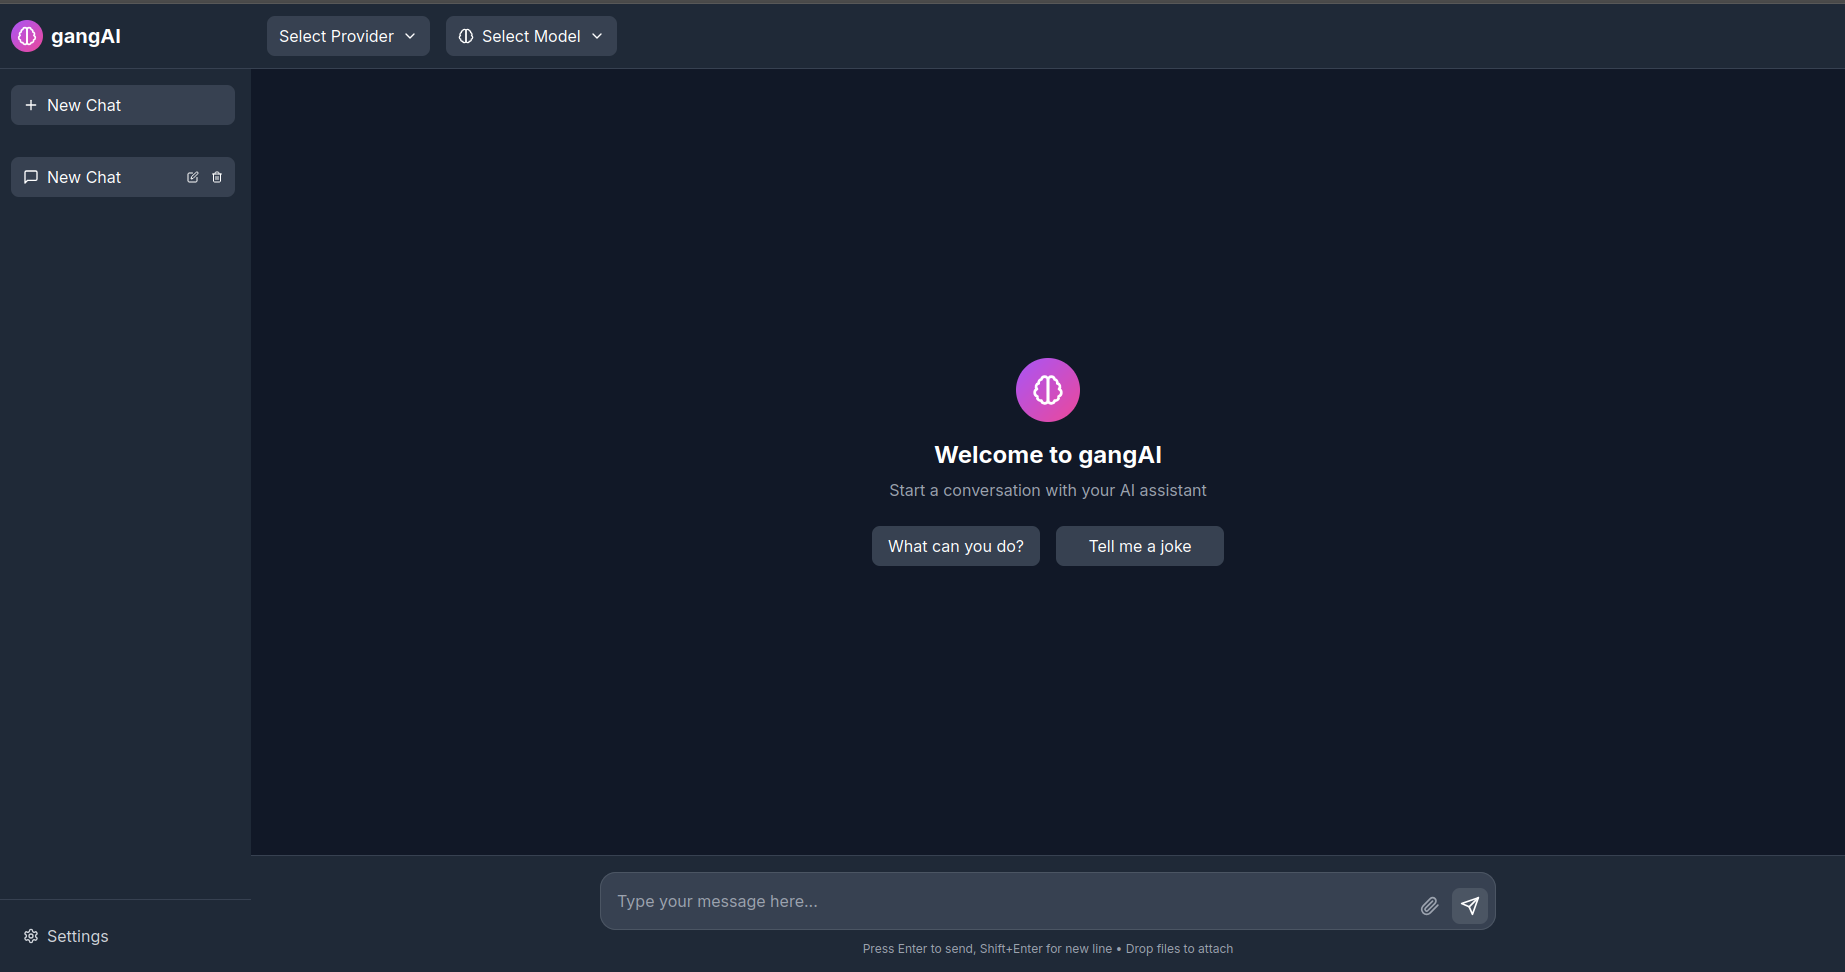 gangAI
Select Provider
Select Model
New Chat
New Chat
Welcome to gangAI
Start a conversation with your AI assistant
What can you do?
Tell me a joke
Type your message here...
Press Enter to send, Shift+Enter for new line • Drop files to attach
Settings